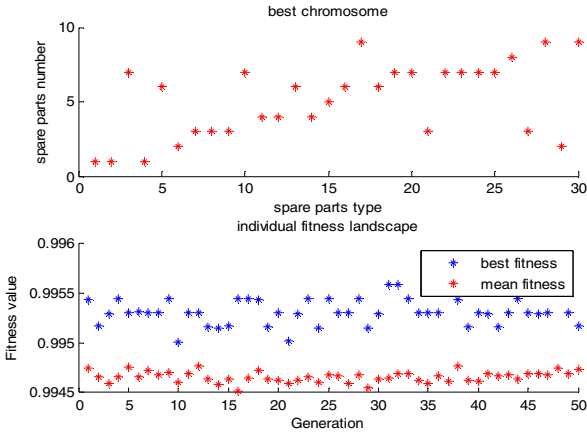 best chromosome
10
5
0
spare parts number
0 5 10 15 20 25 30
spare parts type
individual fitness landscape
0.996
0.9955
0.995
0.9945
Fitness value
best fitness
mean fitness
0 5 10 15 20 25 30 35 40 45 50
Generation